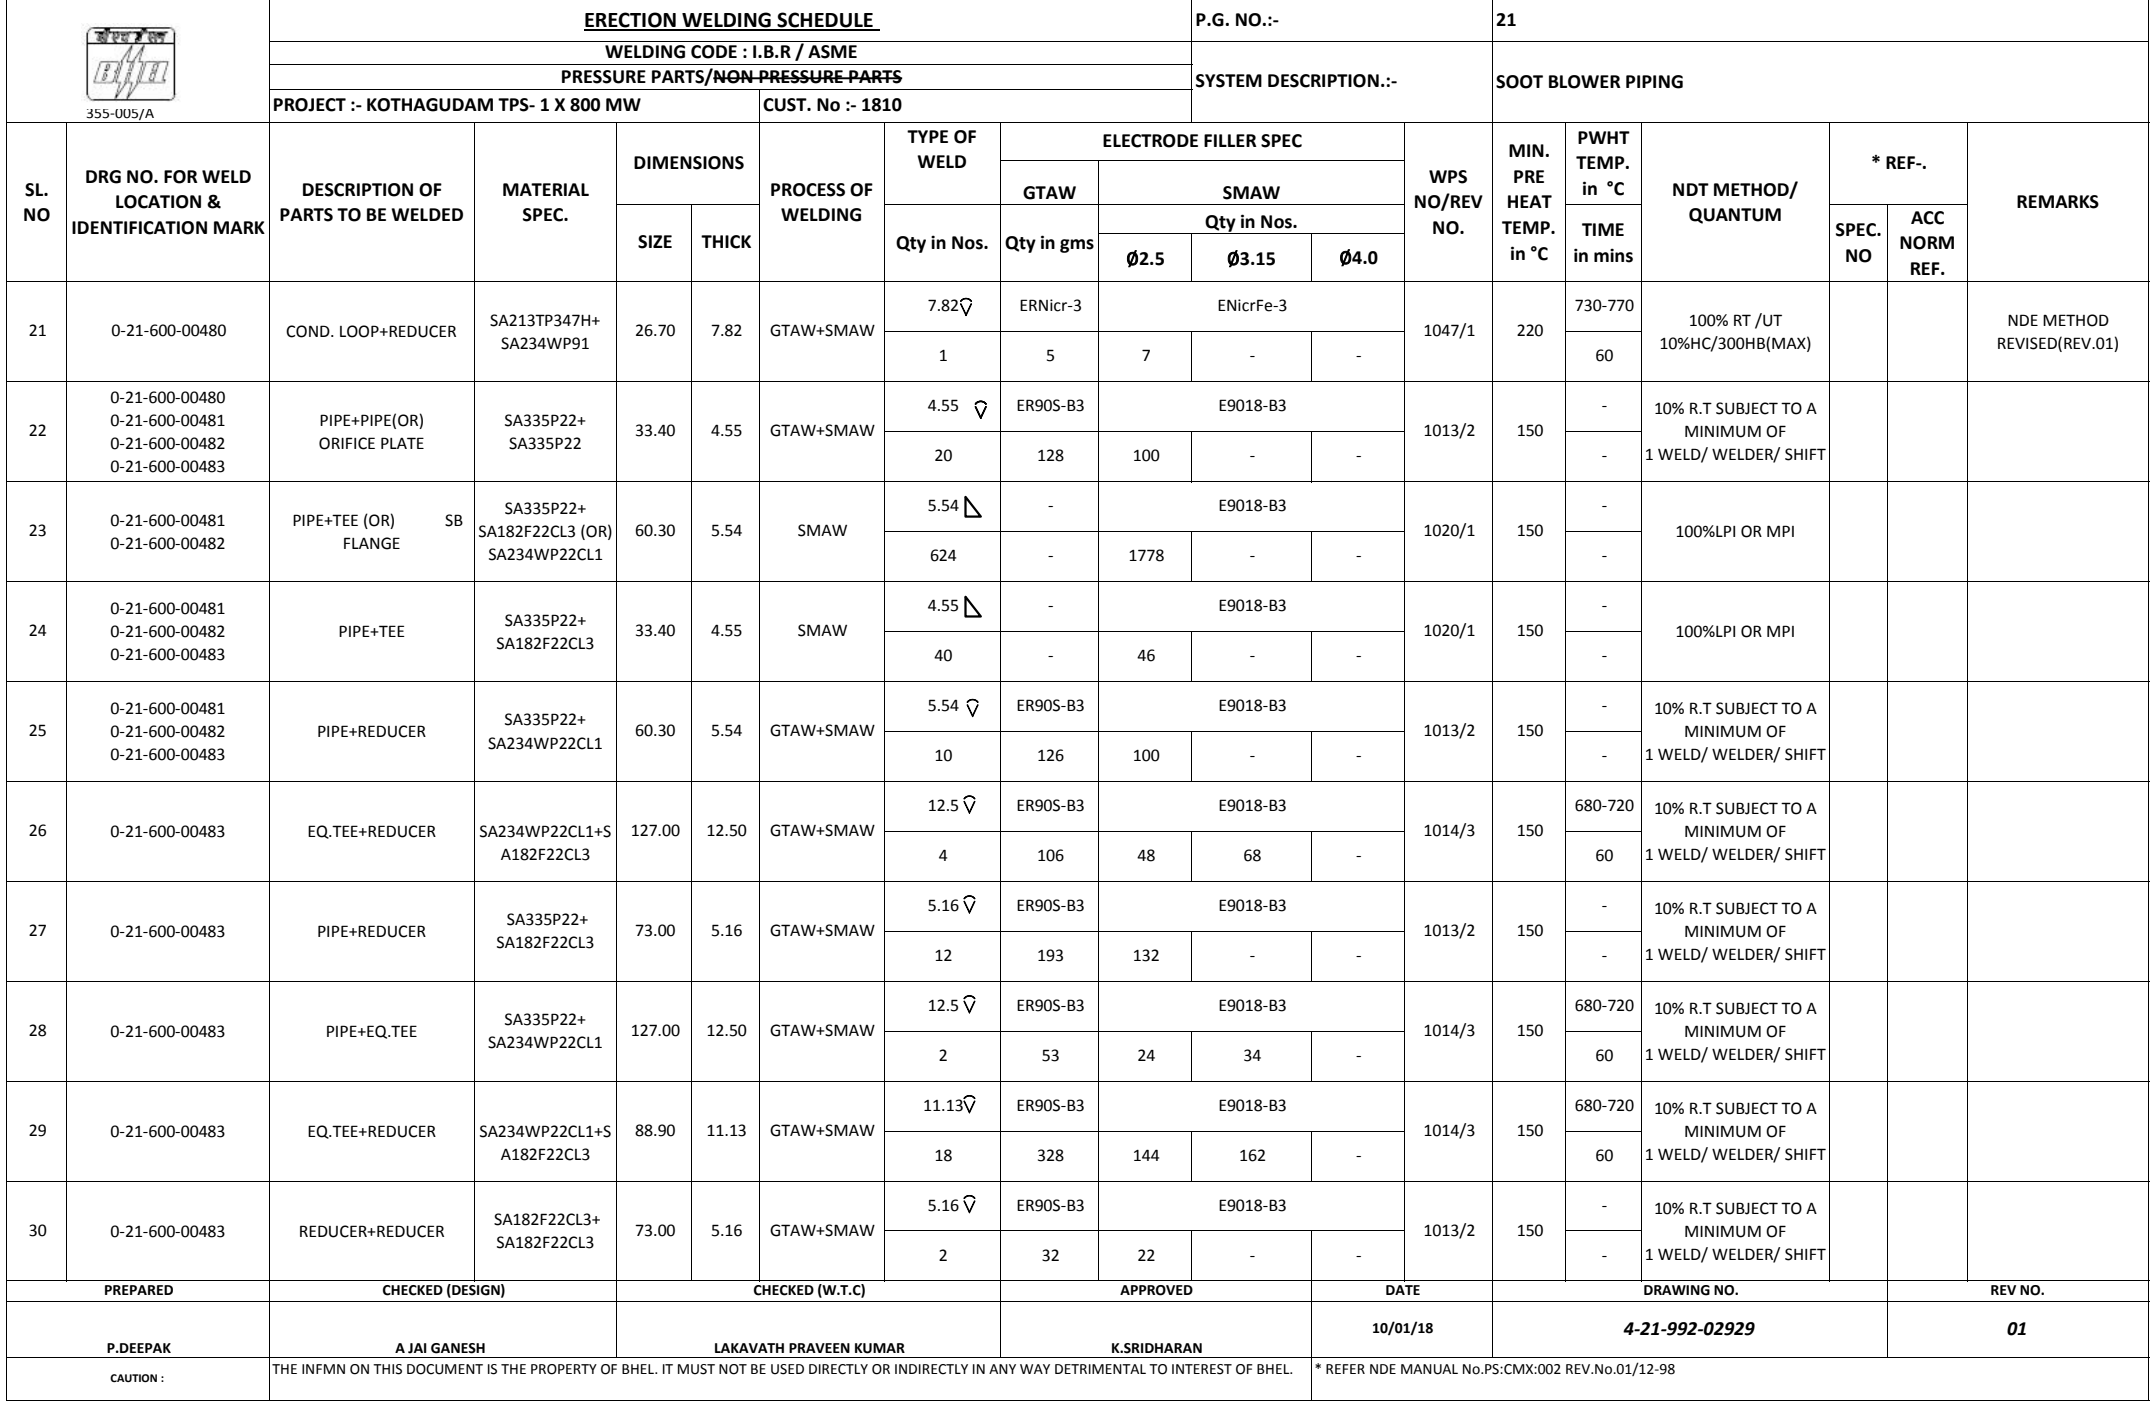 ERECTION WELDING SCHEDULE
P.G. NO.:-
21
WELDING CODE : I.B.R / ASME
PRESSURE PARTS/NON PRESSURE PARTS
SYSTEM DESCRIPTION.:-
SOOT BLOWER PIPING
355-005/A
PROJECT :- KOTHAGUDAM TPS- 1 X 800 MW
CUST. No :- 1810
SL.
NO
DRG NO. FOR WELD
LOCATION &
IDENTIFICATION MARK
DESCRIPTION OF
PARTS TO BE WELDED
MATERIAL
SPEC.
DIMENSIONS
SIZE
THICK
PROCESS OF
WELDING
TYPE OF
WELD
Qty in Nos.
ELECTRODE FILLER SPEC
GTAW
Qty in gms
SMAW
Qty in Nos.
Ø2.5
Ø3.15
Ø4.0
WPS
NO/REV
NO.
MIN.
PRE
HEAT
TEMP.
in °C
PWHT
TEMP.
in °C
TIME
in mins
NDT METHOD/
QUANTUM
* REF-.
SPEC.
NO
ACC
NORM
REF.
REMARKS
21
0-21-600-00480
COND. LOOP+REDUCER
SA213TP347H+
SA234WP91
26.70
7.82
GTAW+SMAW
7.82
1
ERNicr-3
ENicrFe-3
5
7
-
-
1047/1
220
730-770
60
100% RT /UT
10%HC/300HB(MAX)
NDE METHOD
REVISED(REV.01)
22
0-21-600-00480
0-21-600-00481
0-21-600-00482
0-21-600-00483
PIPE+PIPE(OR)
ORIFICE PLATE
SA335P22+
SA335P22
33.40
4.55
GTAW+SMAW
4.55
20
ER90S-B3
E9018-B3
128
100
-
-
1013/2
150
-
-
10% R.T SUBJECT TO A
MINIMUM OF
1 WELD/ WELDER/ SHIFT
23
0-21-600-00481
0-21-600-00482
PIPE+TEE (OR) SB
FLANGE
SA335P22+
SA182F22CL3 (OR)
SA234WP22CL1
60.30
5.54
SMAW
5.54
624
-
E9018-B3
-
1778
-
-
1020/1
150
-
-
100%LPI OR MPI
24
0-21-600-00481
0-21-600-00482
0-21-600-00483
PIPE+TEE
SA335P22+
SA182F22CL3
33.40
4.55
SMAW
4.55
40
-
E9018-B3
-
46
-
-
1020/1
150
-
-
100%LPI OR MPI
25
0-21-600-00481
0-21-600-00482
0-21-600-00483
PIPE+REDUCER
SA335P22+
SA234WP22CL1
60.30
5.54
GTAW+SMAW
5.54
10
ER90S-B3
E9018-B3
126
100
-
-
1013/2
150
-
-
10% R.T SUBJECT TO A
MINIMUM OF
1 WELD/ WELDER/ SHIFT
26
0-21-600-00483
EQ.TEE+REDUCER
SA234WP22CL1+S
A182F22CL3
127.00
12.50
GTAW+SMAW
12.5
4
ER90S-B3
E9018-B3
106
48
68
-
1014/3
150
680-720
60
10% R.T SUBJECT TO A
MINIMUM OF
1 WELD/ WELDER/ SHIFT
27
0-21-600-00483
PIPE+REDUCER
SA335P22+
SA182F22CL3
73.00
5.16
GTAW+SMAW
5.16
12
ER90S-B3
E9018-B3
193
132
-
-
1013/2
150
-
-
10% R.T SUBJECT TO A
MINIMUM OF
1 WELD/ WELDER/ SHIFT
28
0-21-600-00483
PIPE+EQ.TEE
SA335P22+
SA234WP22CL1
127.00
12.50
GTAW+SMAW
12.5
2
ER90S-B3
E9018-B3
53
24
34
-
1014/3
150
680-720
60
10% R.T SUBJECT TO A
MINIMUM OF
1 WELD/ WELDER/ SHIFT
29
0-21-600-00483
EQ.TEE+REDUCER
SA234WP22CL1+S
A182F22CL3
88.90
11.13
GTAW+SMAW
11.13
18
ER90S-B3
E9018-B3
328
144
162
-
1014/3
150
680-720
60
10% R.T SUBJECT TO A
MINIMUM OF
1 WELD/ WELDER/ SHIFT
30
0-21-600-00483
REDUCER+REDUCER
SA182F22CL3+
SA182F22CL3
73.00
5.16
GTAW+SMAW
5.16
2
ER90S-B3
E9018-B3
32
22
-
-
1013/2
150
-
-
10% R.T SUBJECT TO A
MINIMUM OF
1 WELD/ WELDER/ SHIFT
PREPARED
CHECKED (DESIGN)
CHECKED (W.T.C)
APPROVED
DATE
DRAWING NO.
REV NO.
P.DEEPAK
A JAI GANESH
LAKAVATH PRAVEEN KUMAR
K.SRIDHARAN
10/01/18
4-21-992-02929
01
CAUTION :
THE INFMN ON THIS DOCUMENT IS THE PROPERTY OF BHEL. IT MUST NOT BE USED DIRECTLY OR INDIRECTLY IN ANY WAY DETRIMENTAL TO INTEREST OF BHEL.
* REFER NDE MANUAL No.PS:CMX:002 REV.No.01/12-98